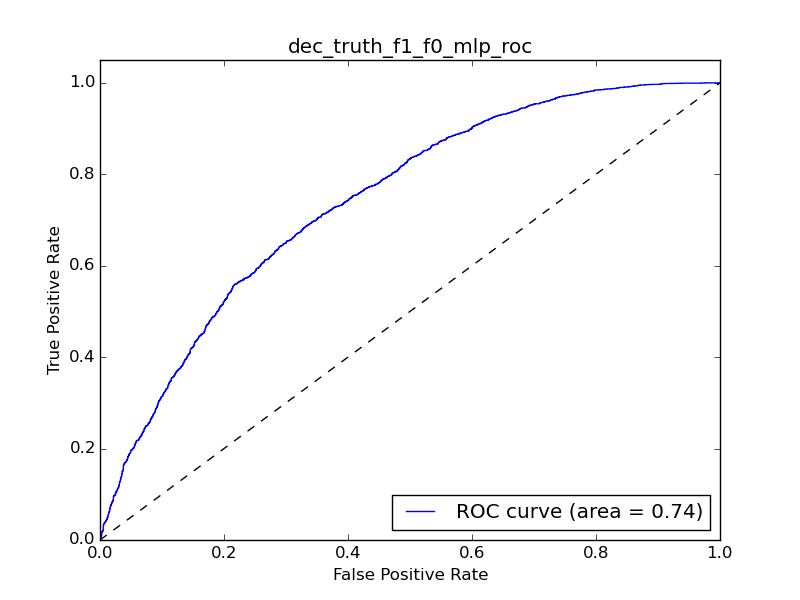 dec_truth_f1_f0_mlp_roc
1.0
0.8
0.6
0.4
0.2
0.0
True Positive Rate
ROC curve (area = 0.74)
0.0 0.2 0.4 0.6 0.8 1.0
False Positive Rate